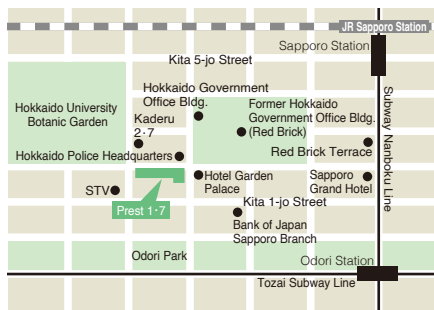 JR Sapporo Station
Sapporo Station
Kita 5-jo Street
Hokkaido Government
Office Bldg.
Hokkaido University
Botanic Garden
Former Hokkaido
Government Office Bldg.
(Red Brick)
Kaderu
2・7
Subway Nanboku Line
Red Brick Terrace
Hokkaido Police Headquarters
Hotel Garden
Palace
Sapporo
Grand Hotel
STV
Prest 1・7
Kita 1-jo Street
Bank of Japan
Sapporo Branch
Odori Park
Odori Station
Tozai Subway Line